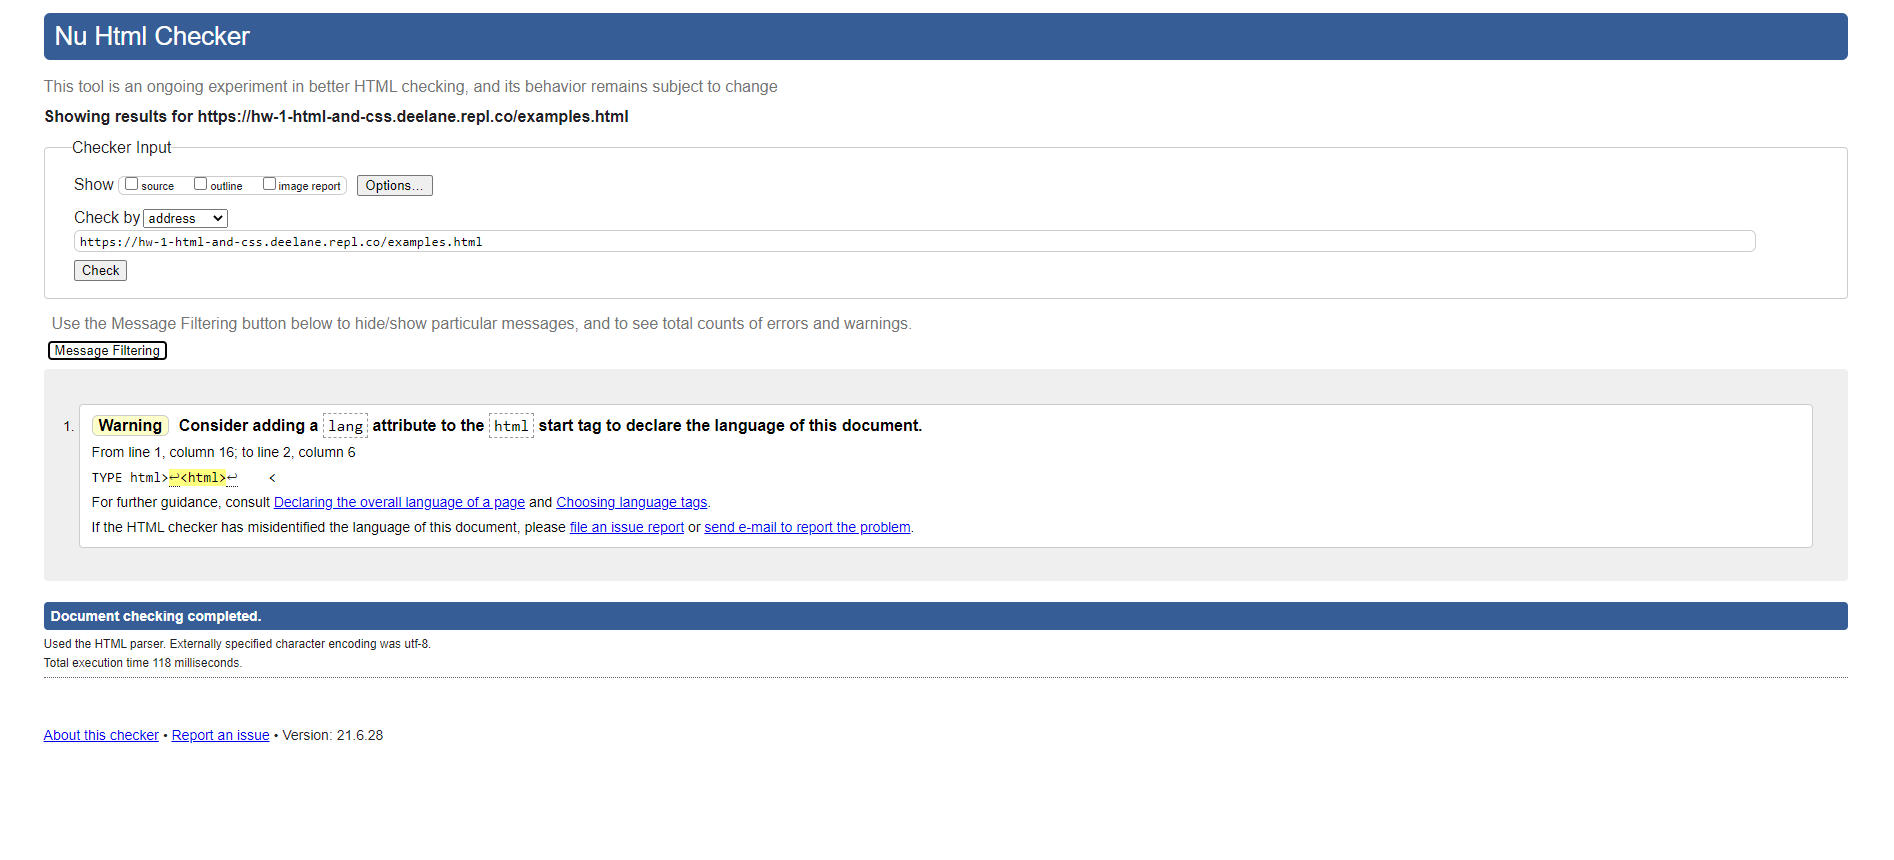 Nu Html Checker
This tool is an ongoing experiment in better HTML checking, and its behavior remains subject to change
Showing results for https://hw-1-html-and-css.deelane.repl.co/examples.html
Checker Input
Show source outline image report Options...
Check by address
https://hw-1-html-and-css.deelane.repl.co/examples.html
Check
Use the Message Filtering button below to hide/show particular messages, and to see total counts of errors and warnings.
Message Filtering
1. Warning Consider adding a lang attribute to the html start tag to declare the language of this document.
From line 1, column 16; to line 2, column 6
TYPE html>↩<html>↩    <
For further guidance, consult Declaring the overall language of a page and Choosing language tags.
If the HTML checker has misidentified the language of this document, please file an issue report or send e-mail to report the problem.
Document checking completed.
Used the HTML parser. Externally specified character encoding was utf-8.
Total execution time 118 milliseconds.
About this checker • Report an issue • Version: 21.6.28